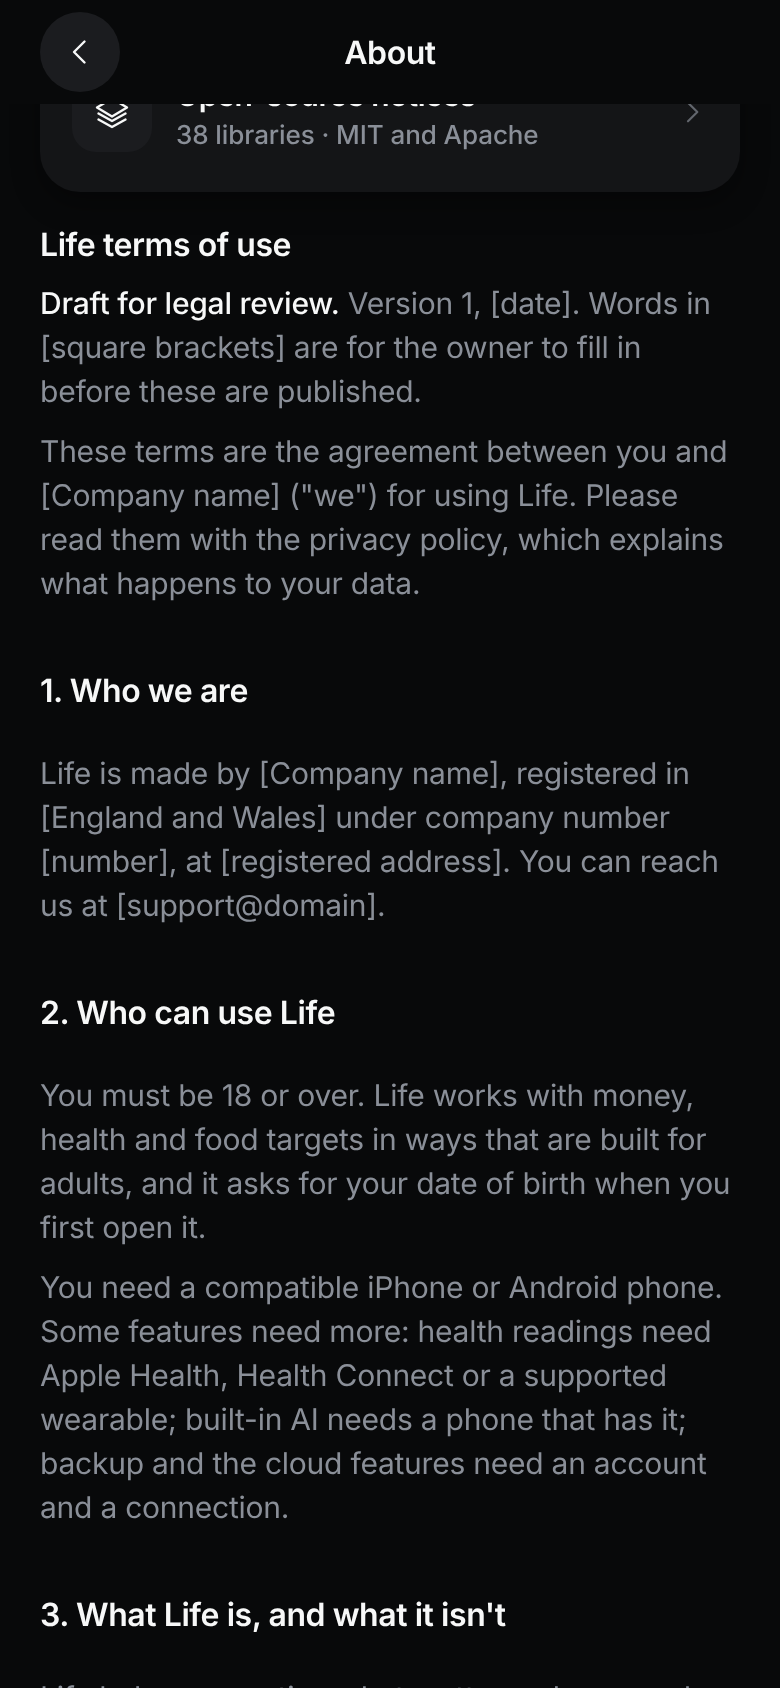 About
Open-source notices
38 libraries · MIT and Apache
Life terms of use
Draft for legal review. Version 1, [date]. Words in
[square brackets] are for the owner to fill in
before these are published.
These terms are the agreement between you and
[Company name] ("we") for using Life. Please
read them with the privacy policy, which explains
what happens to your data.
1. Who we are
Life is made by [Company name], registered in
[England and Wales] under company number
[number], at [registered address]. You can reach
us at [support@domain].
2. Who can use Life
You must be 18 or over. Life works with money,
health and food targets in ways that are built for
adults, and it asks for your date of birth when you
first open it.
You need a compatible iPhone or Android phone.
Some features need more: health readings need
Apple Health, Health Connect or a supported
wearable; built-in AI needs a phone that has it;
backup and the cloud features need an account
and a connection.
3. What Life is, and what it isn't